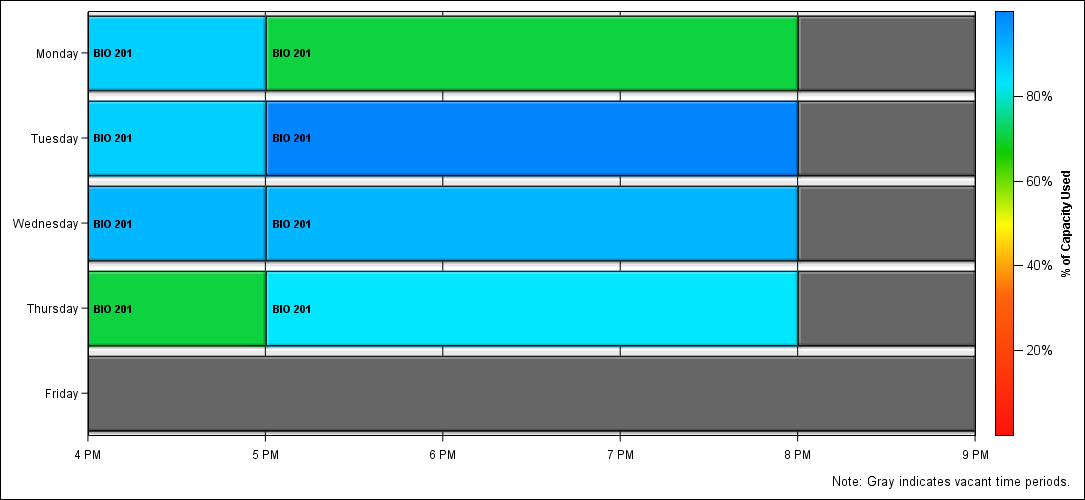 Monday
BIO 201
BIO 201
Tuesday
BIO 201
BIO 201
Wednesday
BIO 201
BIO 201
Thursday
BIO 201
BIO 201
Friday
4 PM
5 PM
6 PM
7 PM
8 PM
9 PM
80%
60%
40%
20%
% of Capacity Used
Note: Gray indicates vacant time periods.